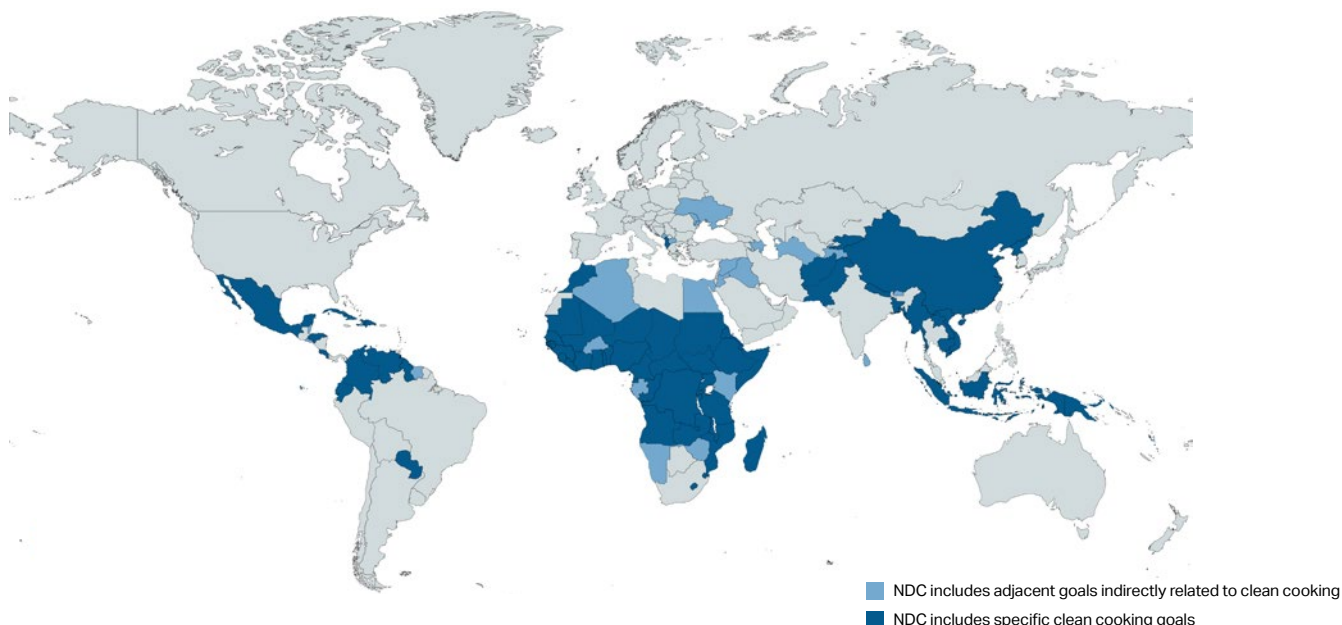 NDC includes adjacent goals indirectly related to clean cooking
NDC includes specific clean cooking goals